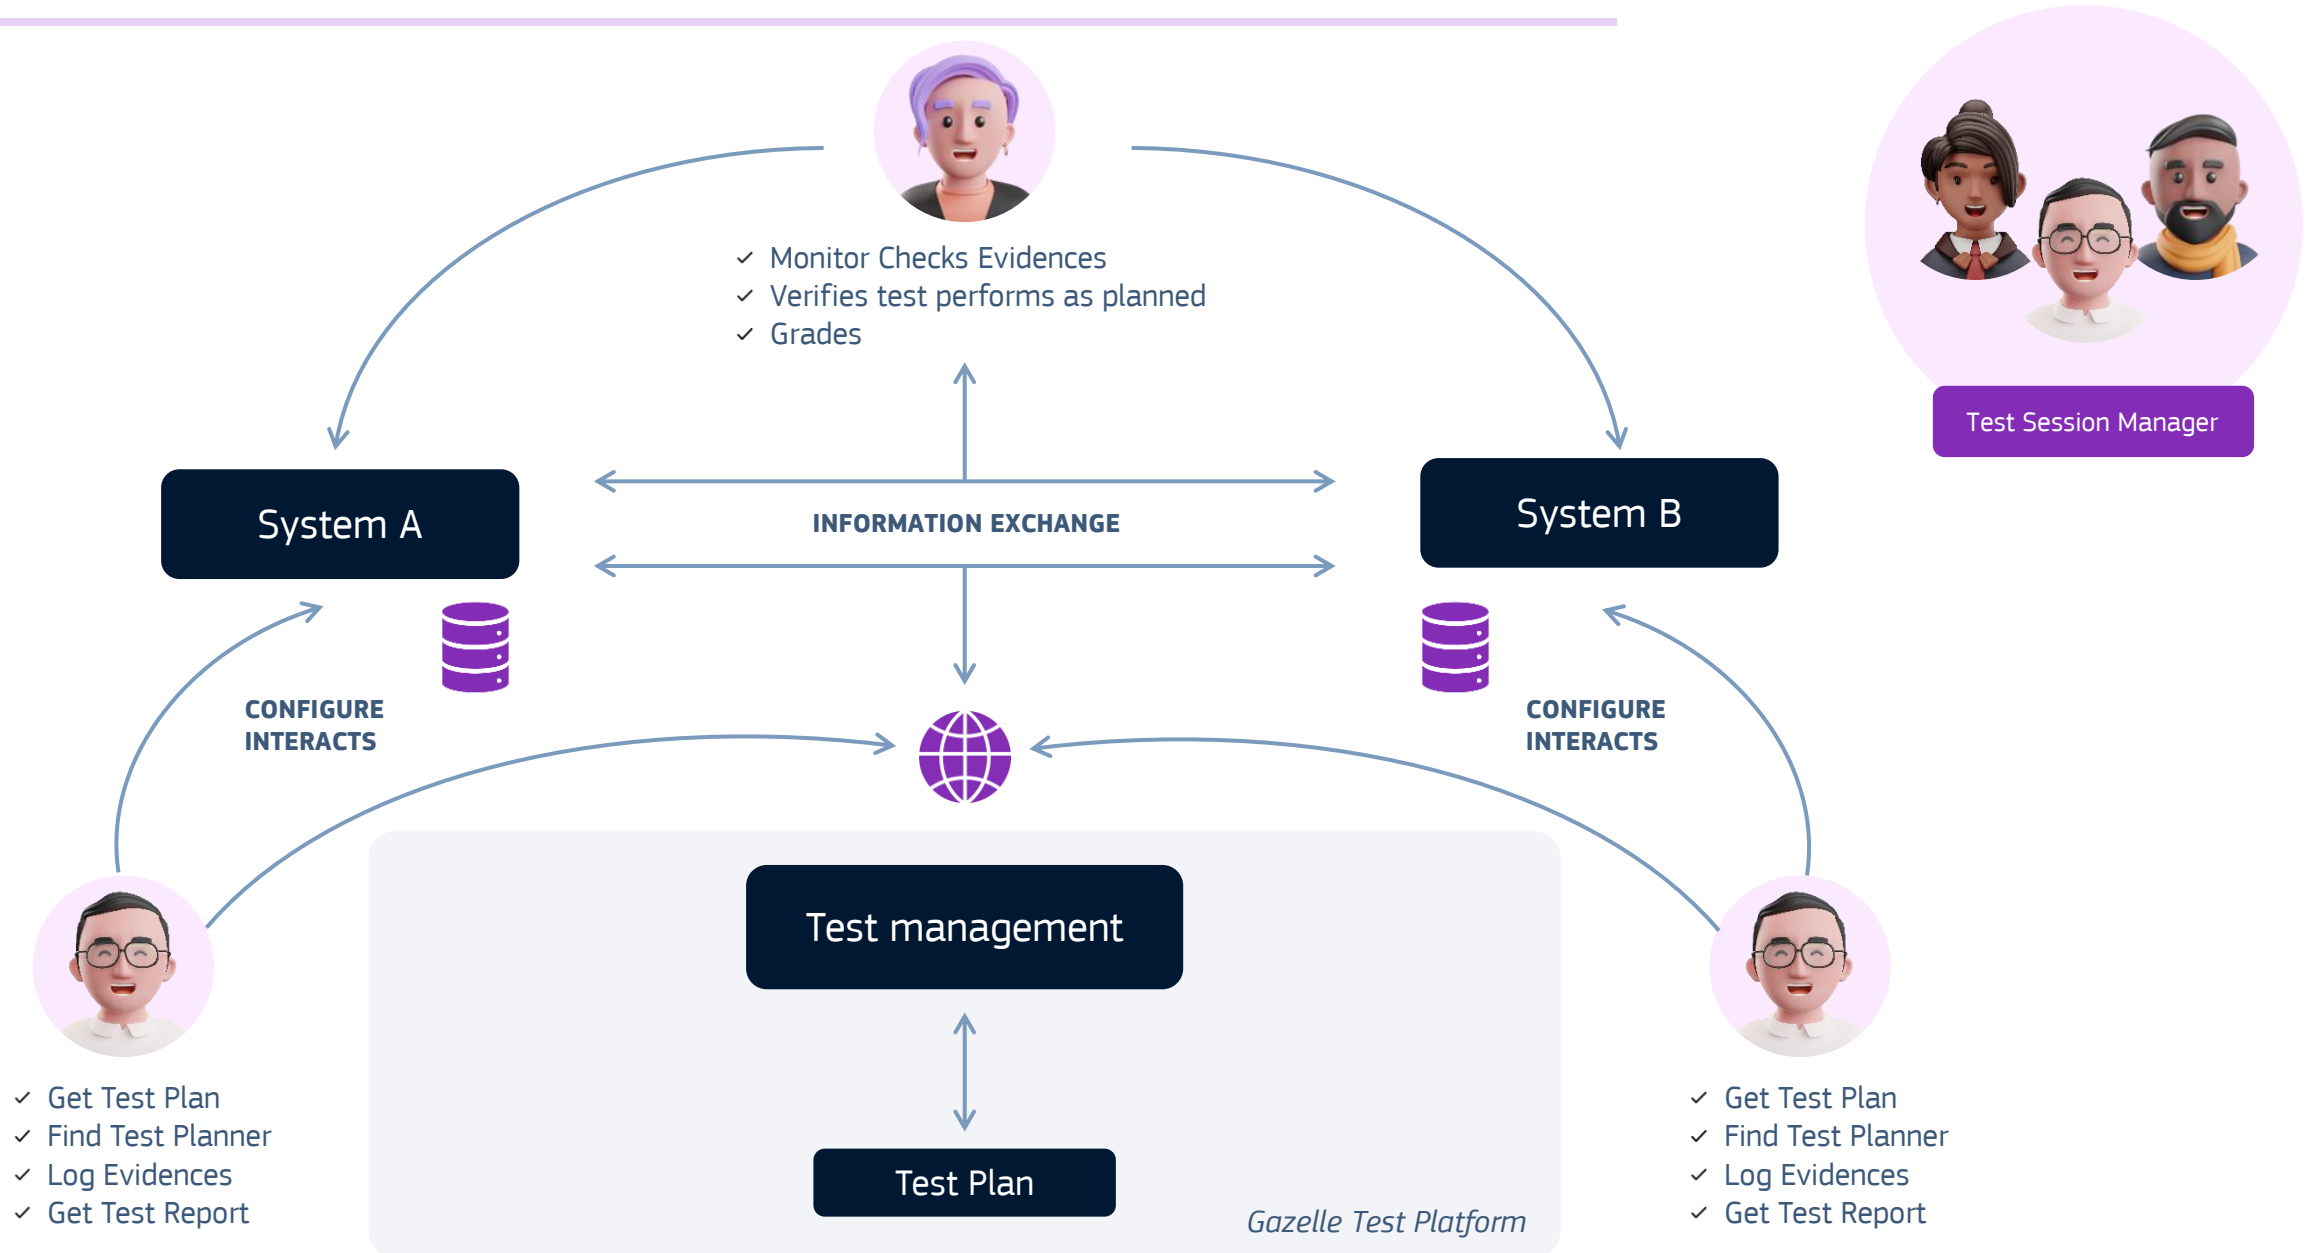 Monitor Checks Evidences
Verifies test performs as planned
Grades
Test Session Manager
System A
INFORMATION EXCHANGE
System B
CONFIGURE
INTERACTS
CONFIGURE
INTERACTS
Test management
Test Plan
Gazelle Test Platform
Get Test Plan
Find Test Planner
Log Evidences
Get Test Report
Get Test Plan
Find Test Planner
Log Evidences
Get Test Report